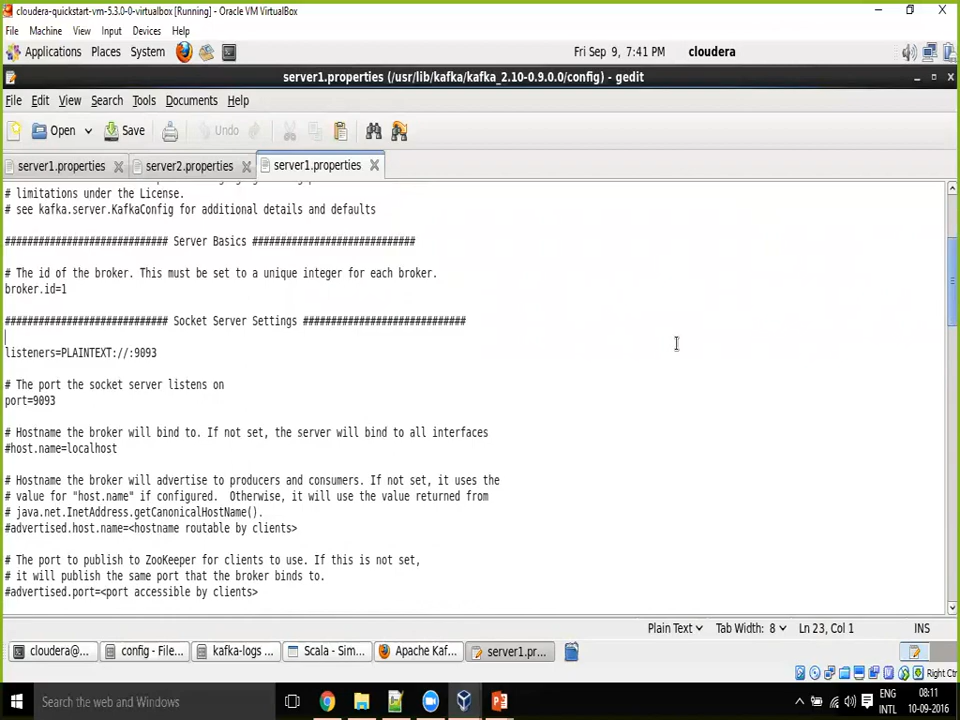 cloudera-quickstart-vm-5.3.0-0-virtualbox [Running] - Oracle VM VirtualBox
File Machine View Input Devices Help
Applications Places System Fri Sep 9, 7:41 PM cloudera
server1.properties (/usr/lib/kafka/kafka_2.10-0.9.0.0/config) - gedit
File Edit View Search Tools Documents Help
Open Save Undo
server1.properties server2.properties server1.properties
# limitations under the License.
# see kafka.server.KafkaConfig for additional details and defaults
############################# Server Basics #############################
# The id of the broker. This must be set to a unique integer for each broker.
broker.id=1
############################# Socket Server Settings #############################
listeners=PLAINTEXT://:9093
# The port the socket server listens on
port=9093
# Hostname the broker will bind to. If not set, the server will bind to all interfaces
#host.name=localhost
# Hostname the broker will advertise to producers and consumers. If not set, it uses the
# value for "host.name" if configured.  Otherwise, it will use the value returned from
# java.net.InetAddress.getCanonicalHostName().
#advertised.host.name=<hostname routable by clients>
# The port to publish to ZooKeeper for clients to use. If this is not set,
# it will publish the same port that the broker binds to.
#advertised.port=<port accessible by clients>
Plain Text Tab Width: 8 Ln 23, Col 1 INS
cloudera@... config - File... kafka-logs ... Scala - Sim... Apache Kaf... server1.pr...
Right Ctr
Search the web and Windows
ENG 08:11
INTL 10-09-2016